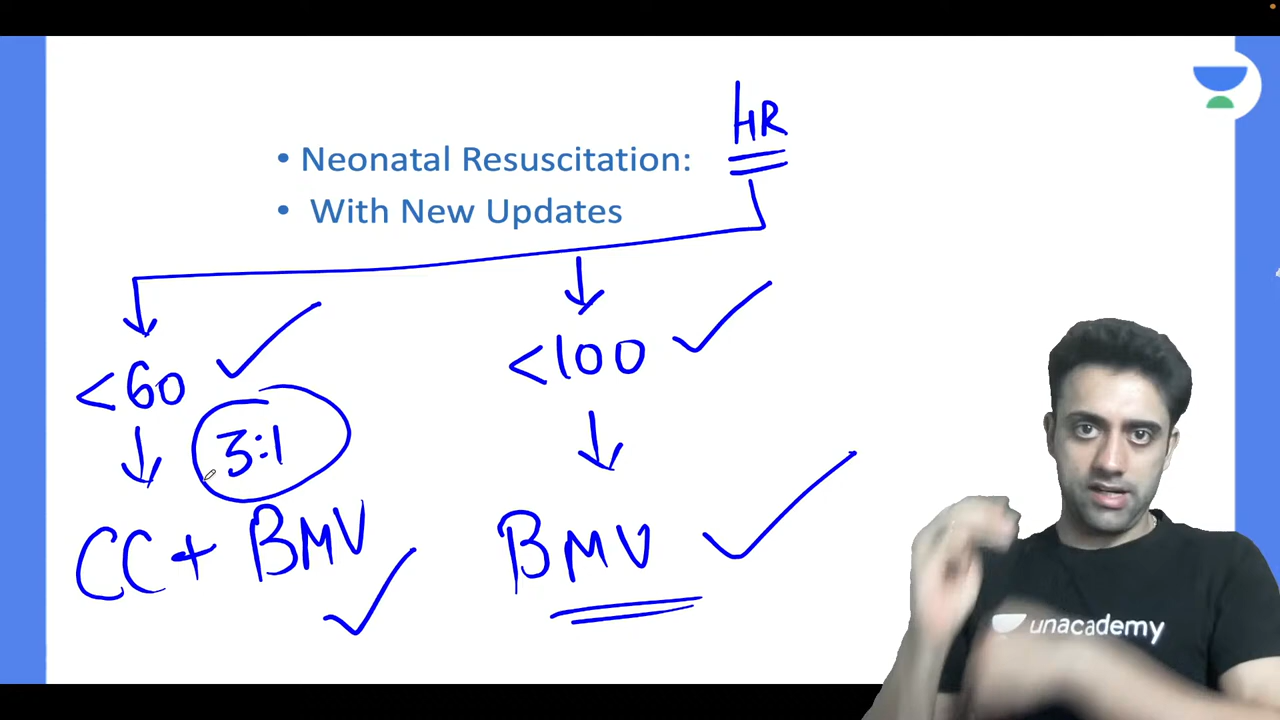 HR
• Neonatal Resuscitation:
• With New Updates
<60
<100
3:1
CC + BMV
BMV
unacademy